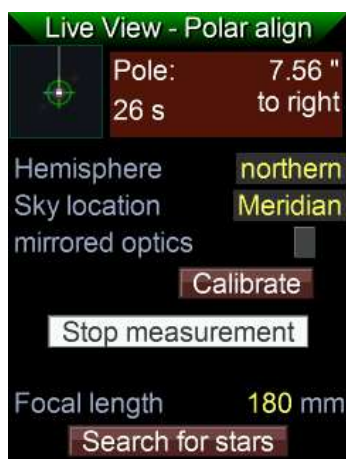 Live View - Polar align
Pole: 7.56 "
26 s to right
Hemisphere northern
Sky location Meridian
mirrored optics
Calibrate
Stop measurement
Focal length 180 mm
Search for stars